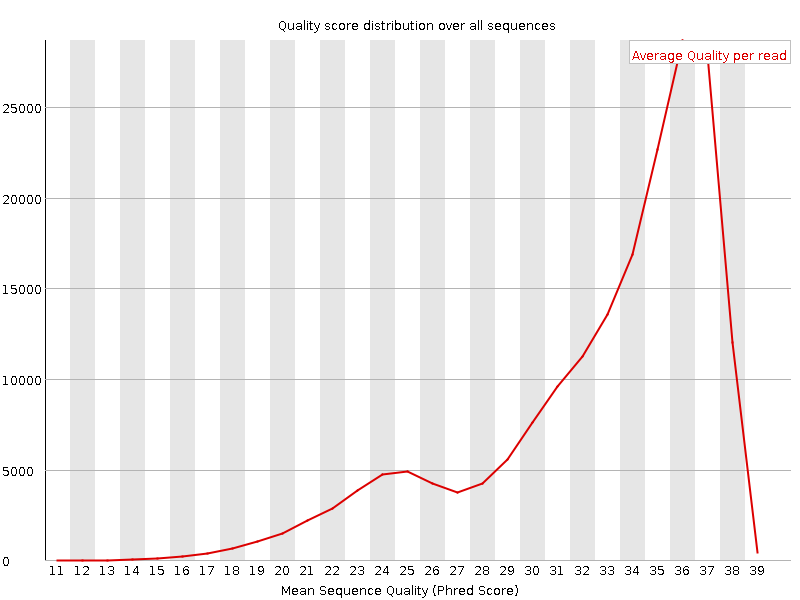 Quality score distribution over all sequences
Average Quality per read
25000
20000
15000
10000
5000
0
11 12 13 14 15 16 17 18 19 20 21 22 23 24 25 26 27 28 29 30 31 32 33 34 35 36 37 38 39
Mean Sequence Quality (Phred Score)